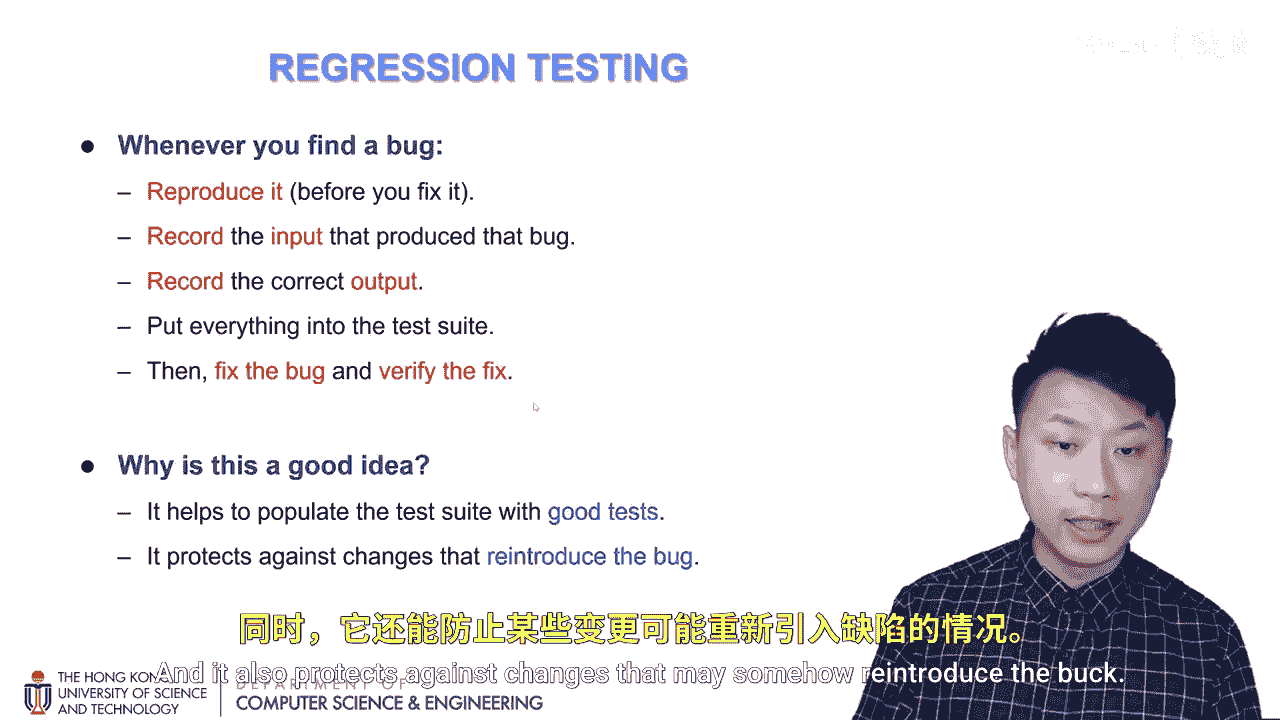 REGRESSION TESTING
● Whenever you find a bug:
– Reproduce it (before you fix it).
– Record the input that produced that bug.
– Record the correct output.
– Put everything into the test suite.
– Then, fix the bug and verify the fix.
● Why is this a good idea?
– It helps to populate the test suite with good tests.
– It protects against changes that reintroduce the bug.
同时，它还能防止某些变更可能重新引入缺陷的情况。
And it also protects against changes that may somehow reintroduce the buck.
THE HONG KONG
UNIVERSITY OF SCIENCE
AND TECHNOLOGY
DEPARTMENT OF
COMPUTER SCIENCE & ENGINEERING